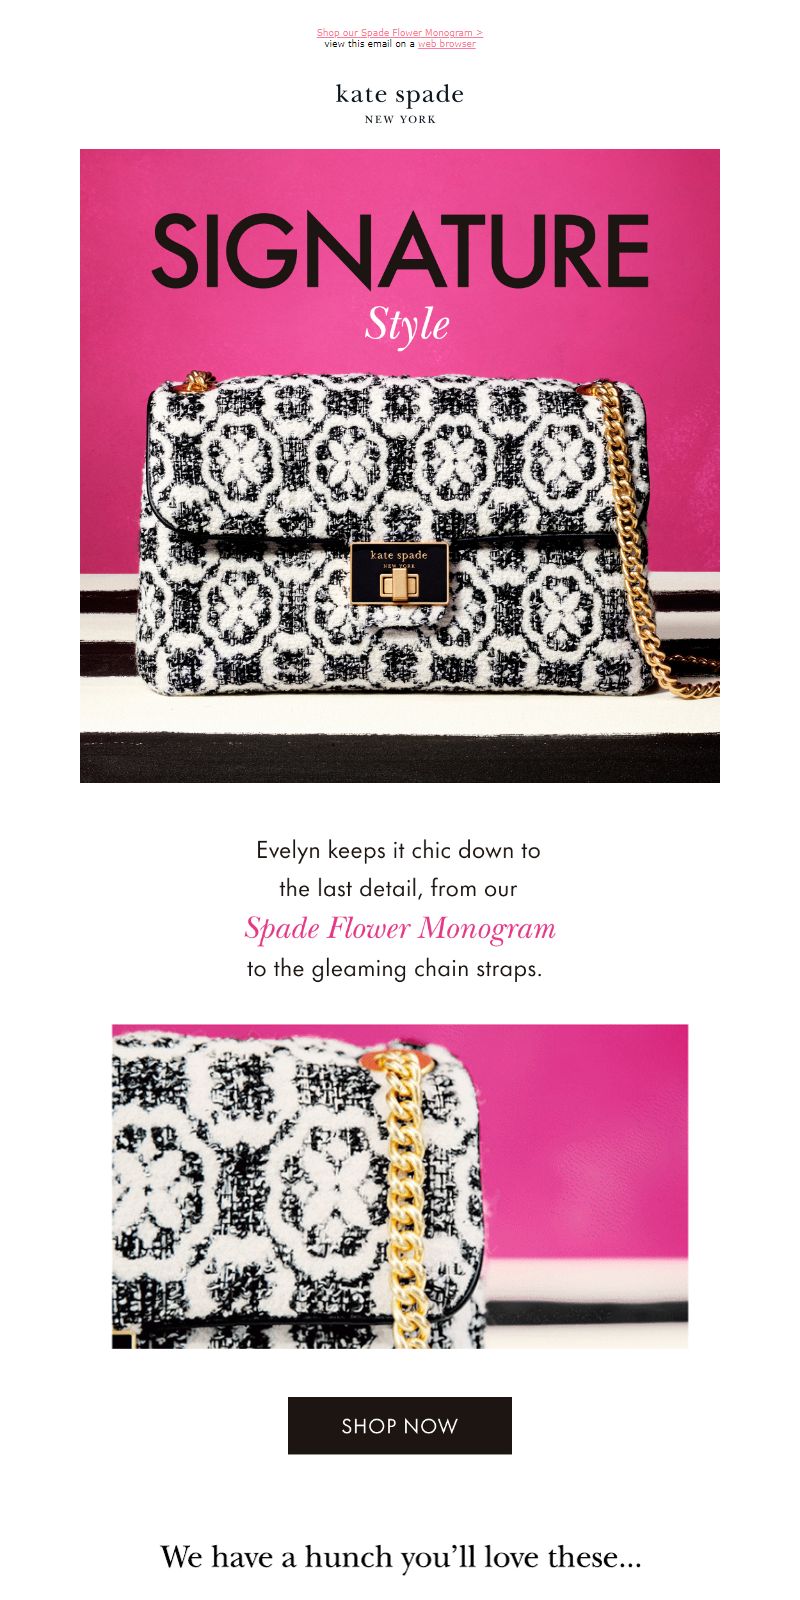 Shop our Spade Flower Monogram >
view this email on a web browser
kate spade
NEW YORK
SIGNATURE
Style
kate spade
NEW YORK
Evelyn keeps it chic down to
the last detail, from our
Spade Flower Monogram
to the gleaming chain straps.
SHOP NOW
We have a hunch you’ll love these...